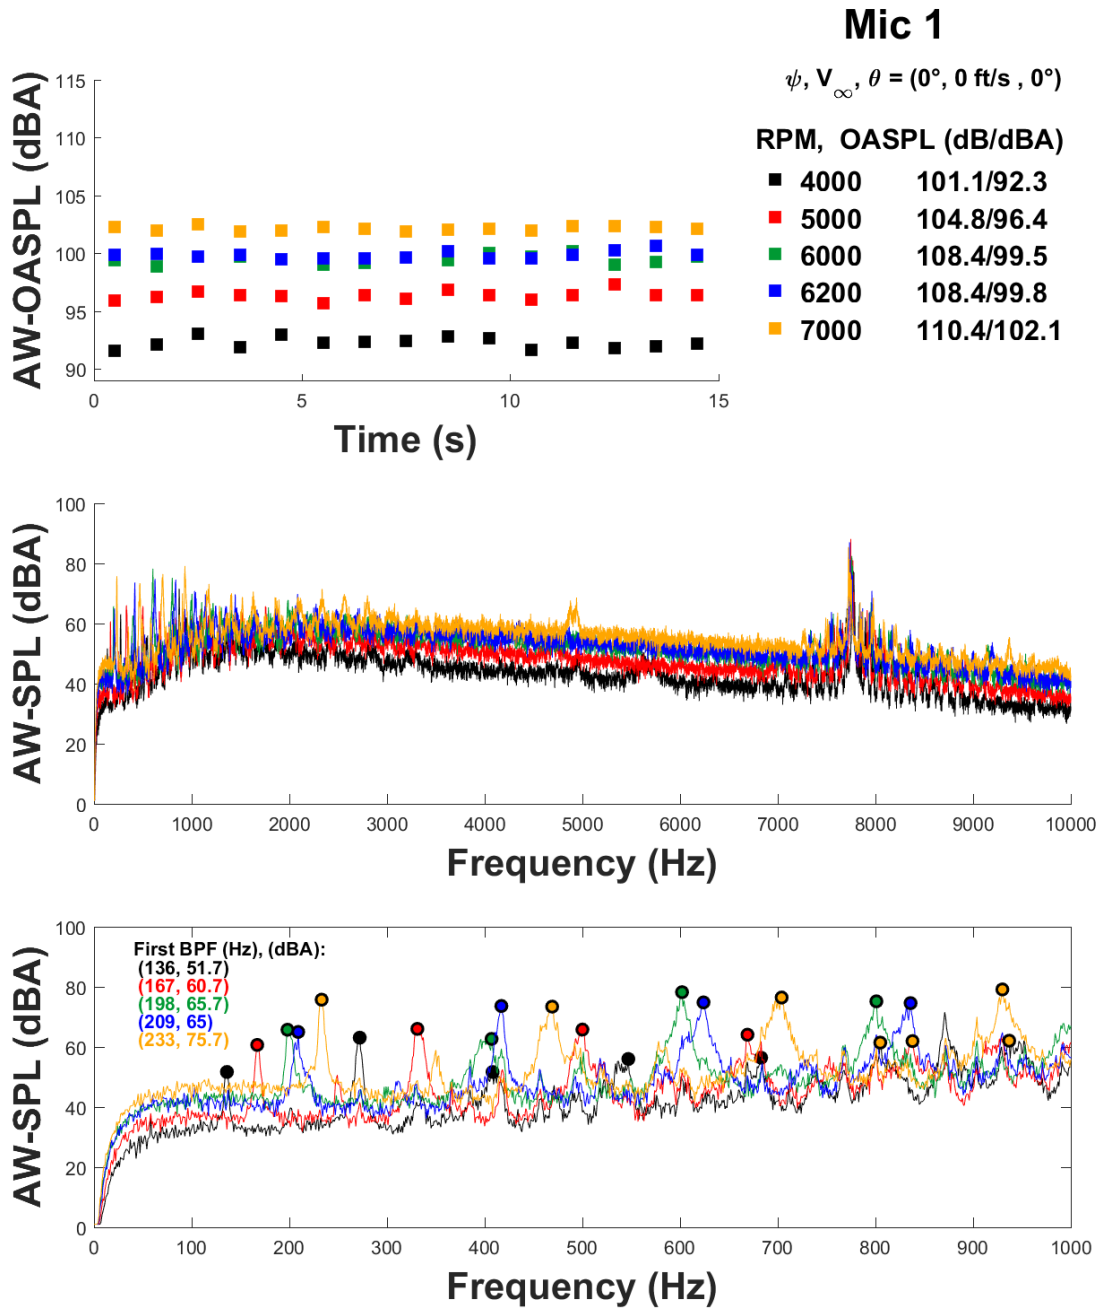 Mic 1
ψ, V∞, θ = (0°, 0 ft/s , 0°)
RPM, OASPL (dB/dBA)
4000 101.1/92.3
5000 104.8/96.4
6000 108.4/99.5
6200 108.4/99.8
7000 110.4/102.1
AW-OASPL (dBA)
115
110
105
100
95
90
0 5 10 15
Time (s)
AW-SPL (dBA)
100
80
60
40
20
0
0 1000 2000 3000 4000 5000 6000 7000 8000 9000 10000
Frequency (Hz)
AW-SPL (dBA)
100
80
60
40
20
0
First BPF (Hz), (dBA):
(136, 51.7)
(167, 60.7)
(198, 65.7)
(209, 65)
(233, 75.7)
0 100 200 300 400 500 600 700 800 900 1000
Frequency (Hz)